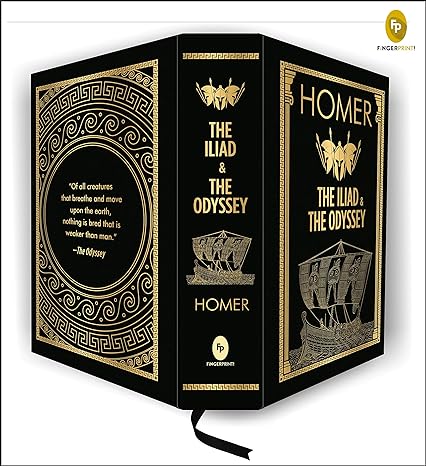 FP
FINGERPRINT!
"Of all creatures
that breathe and move
upon the earth,
nothing is bred that is
weaker than man."
—The Odyssey
THE
ILIAD
&
THE
ODYSSEY
HOMER
FP
FINGERPRINT!
HOMER
THE ILIAD &
THE ODYSSEY